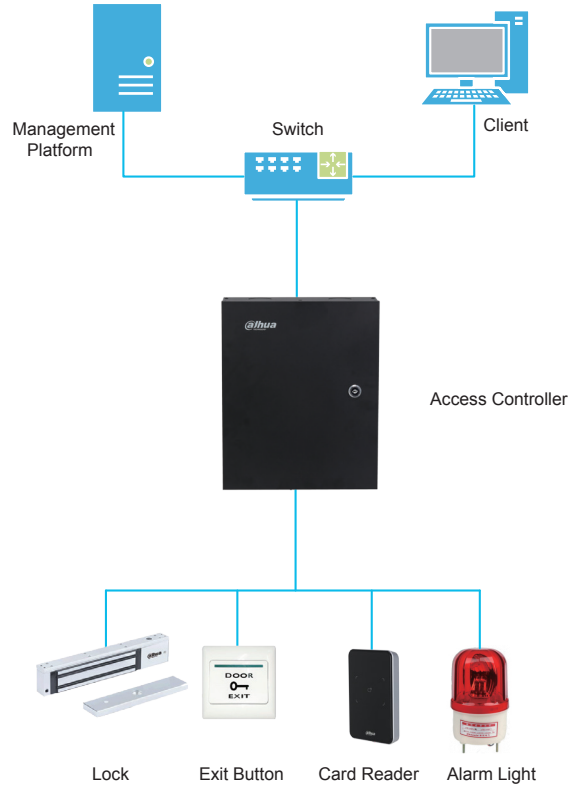 Management
Platform
Switch
Client
alhua
Access Controller
alhua
DOOR
EXIT
alhua
Lock
Exit Button
Card Reader
Alarm Light